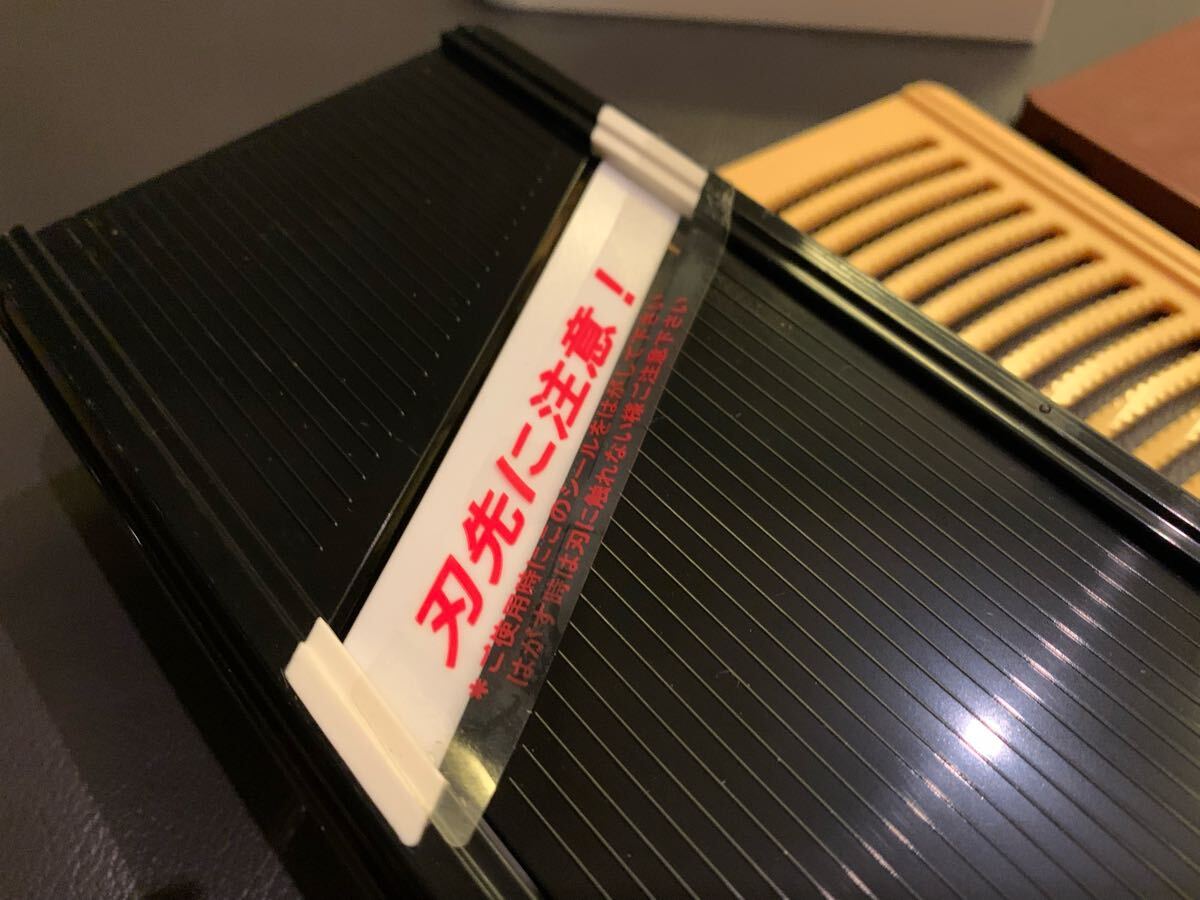 刃先に注意！
*ご使用時にこのシールをはがして下さい
はがす時は刃に触れない様ご注意下さい